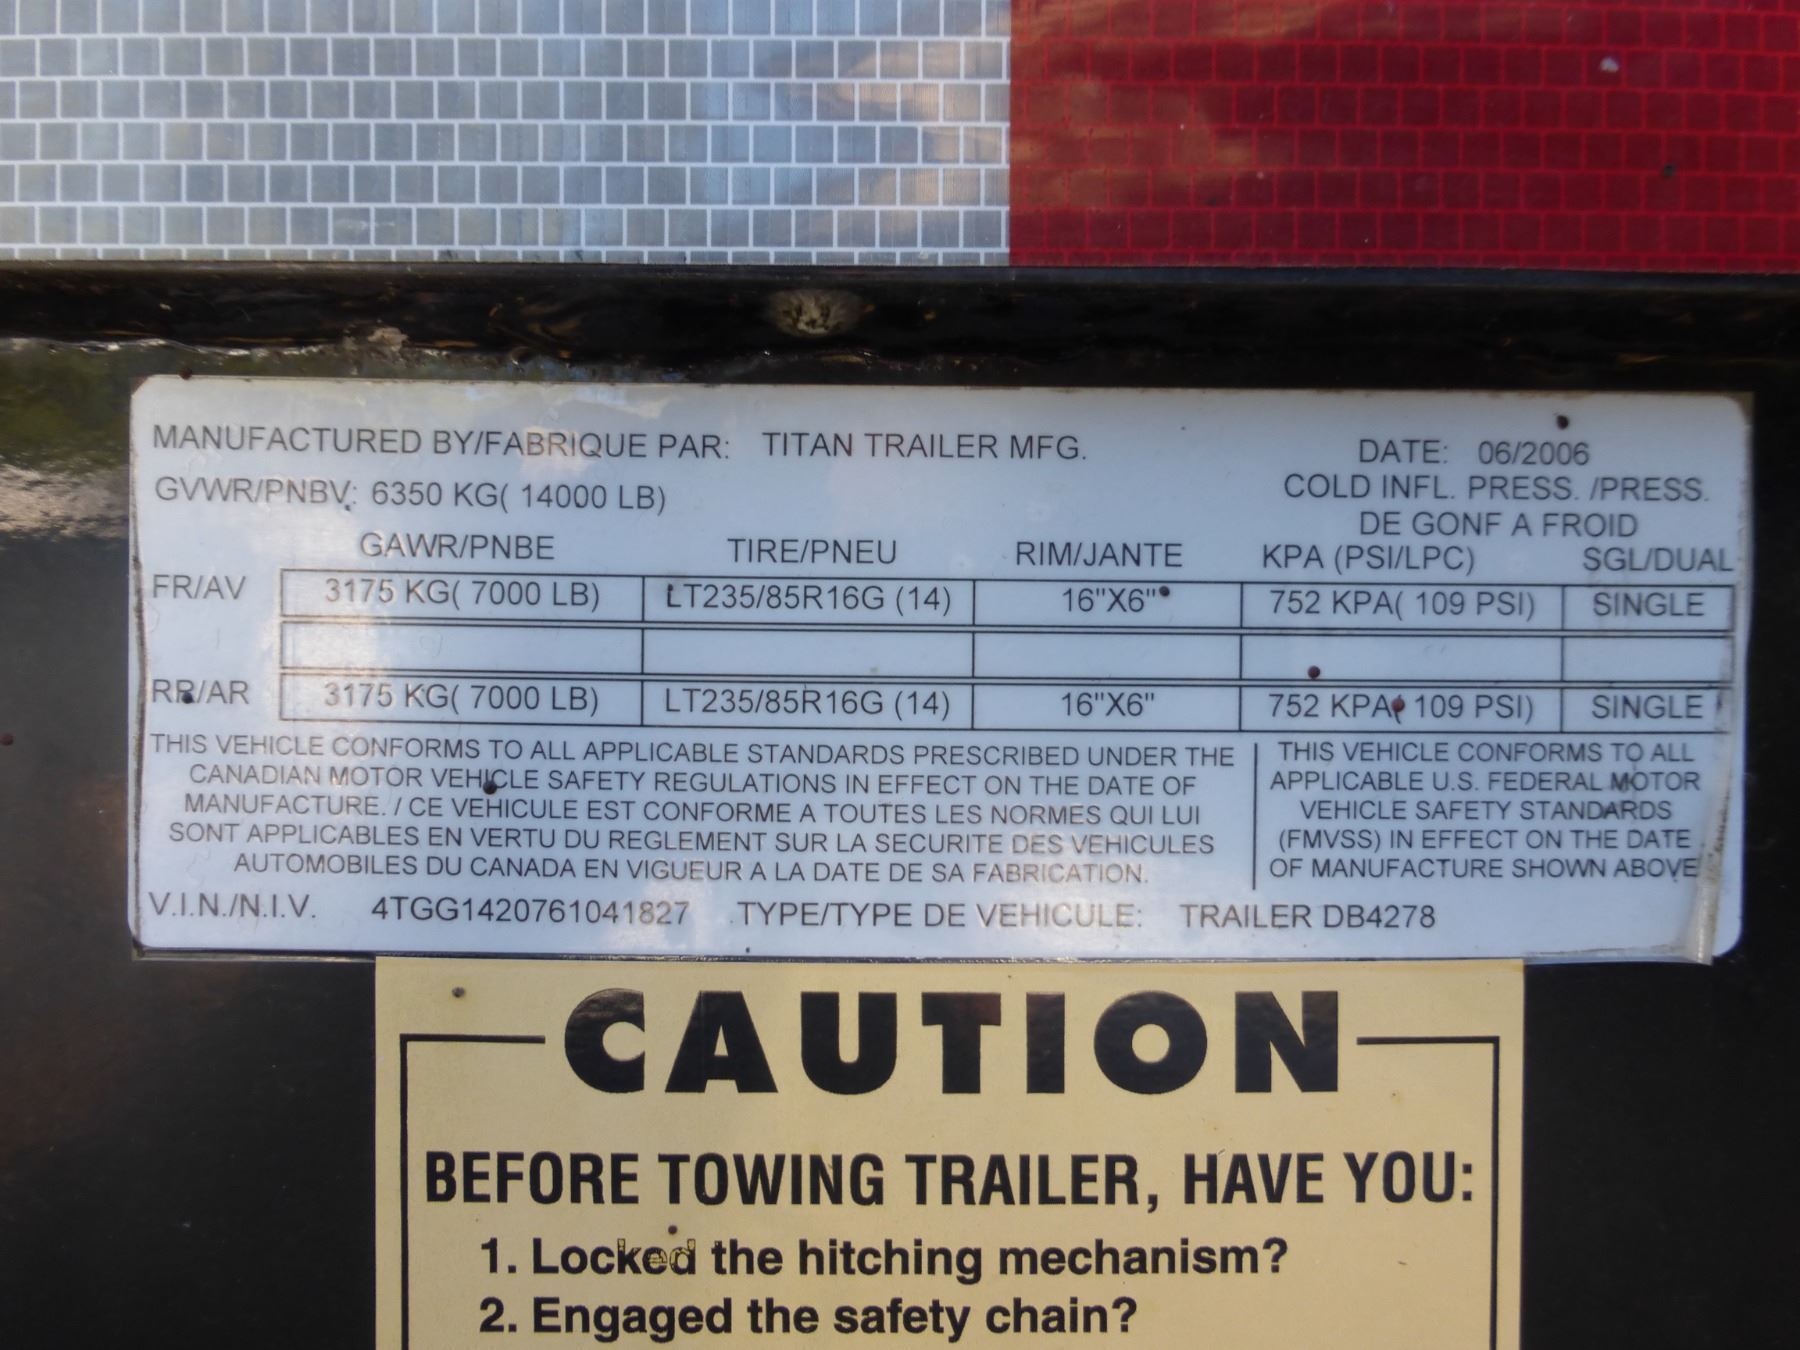 MANUFACTURED BY/FABRIQUE PAR: TITAN TRAILER MFG. DATE: 06/2006
GVWR/PNBV: 6350 KG( 14000 LB) COLD INFL. PRESS. /PRESS.
DE GONF A FROID
GAWR/PNBE TIRE/PNEU RIM/JANTE KPA (PSI/LPC) SGL/DUAL
FR/AV 3175 KG( 7000 LB) LT235/85R16G (14) 16"X6" 752 KPA( 109 PSI) SINGLE
RR/AR 3175 KG( 7000 LB) LT235/85R16G (14) 16"X6" 752 KPA( 109 PSI) SINGLE
THIS VEHICLE CONFORMS TO ALL APPLICABLE STANDARDS PRESCRIBED UNDER THE
CANADIAN MOTOR VEHICLE SAFETY REGULATIONS IN EFFECT ON THE DATE OF
MANUFACTURE. / CE VEHICULE EST CONFORME A TOUTES LES NORMES QUI LUI
SONT APPLICABLES EN VERTU DU REGLEMENT SUR LA SECURITE DES VEHICULES
AUTOMOBILES DU CANADA EN VIGUEUR A LA DATE DE SA FABRICATION.
THIS VEHICLE CONFORMS TO ALL
APPLICABLE U.S. FEDERAL MOTOR
VEHICLE SAFETY STANDARDS
(FMVSS) IN EFFECT ON THE DATE
OF MANUFACTURE SHOWN ABOVE
V.I.N./N.I.V. 4TGG1420761041827 TYPE/TYPE DE VEHICULE: TRAILER DB4278
CAUTION
BEFORE TOWING TRAILER, HAVE YOU:
1. Locked the hitching mechanism?
2. Engaged the safety chain?